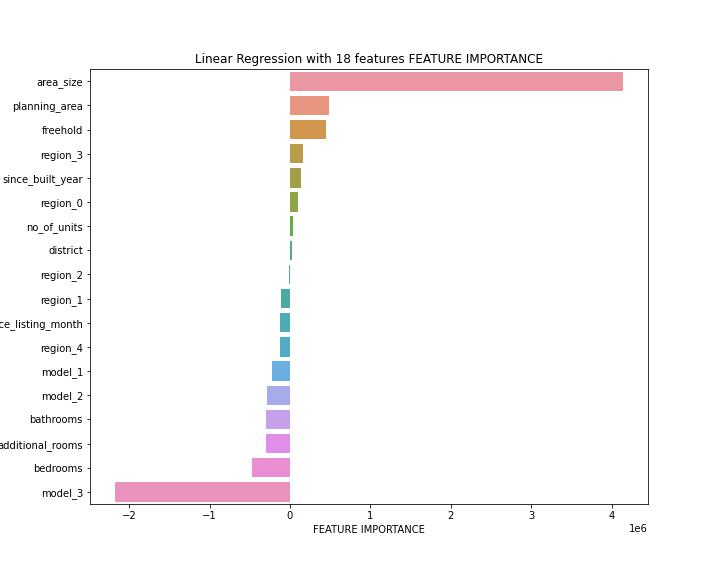 Linear Regression with 18 features FEATURE IMPORTANCE
area_size
planning_area
freehold
region_3
since_built_year
region_0
no_of_units
district
region_2
region_1
ce_listing_month
region_4
model_1
model_2
bathrooms
additional_rooms
bedrooms
model_3
−2 −1 0 1 2 3 4
1e6
FEATURE IMPORTANCE